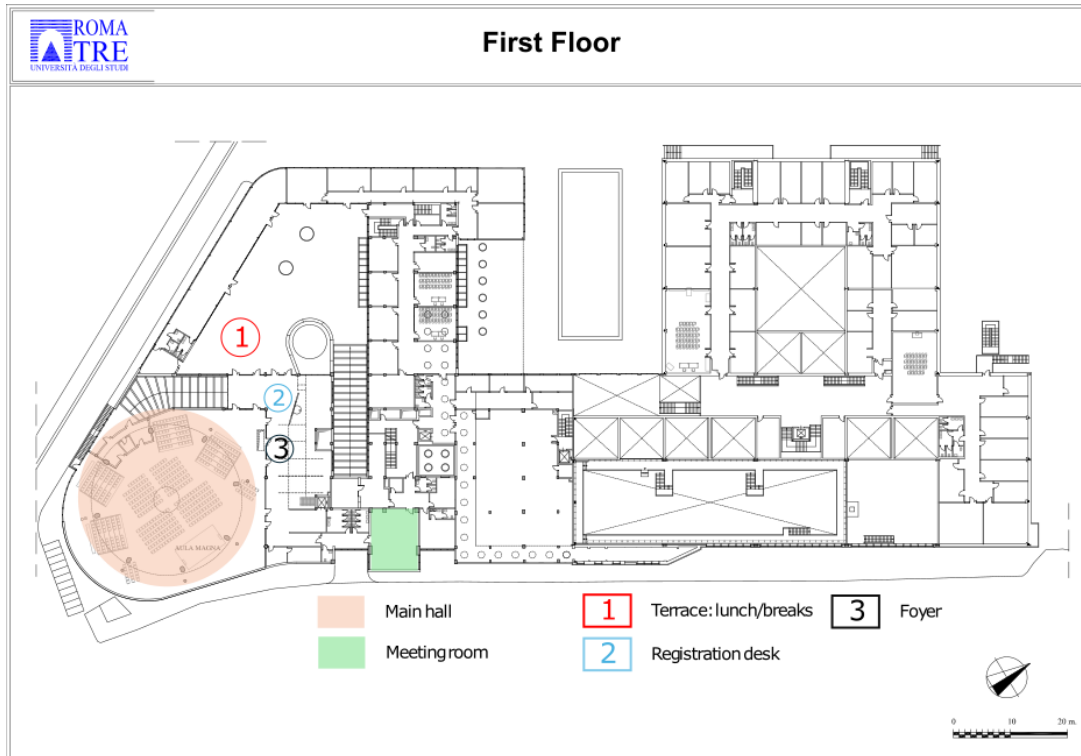 ROMA
TRE
UNIVERSITÀ DEGLI STUDI
First Floor
1
2
3
AULA MAGNA
Main hall
Meeting room
1 Terrace: lunch/breaks
2 Registration desk
3 Foyer
0 10 20 m.